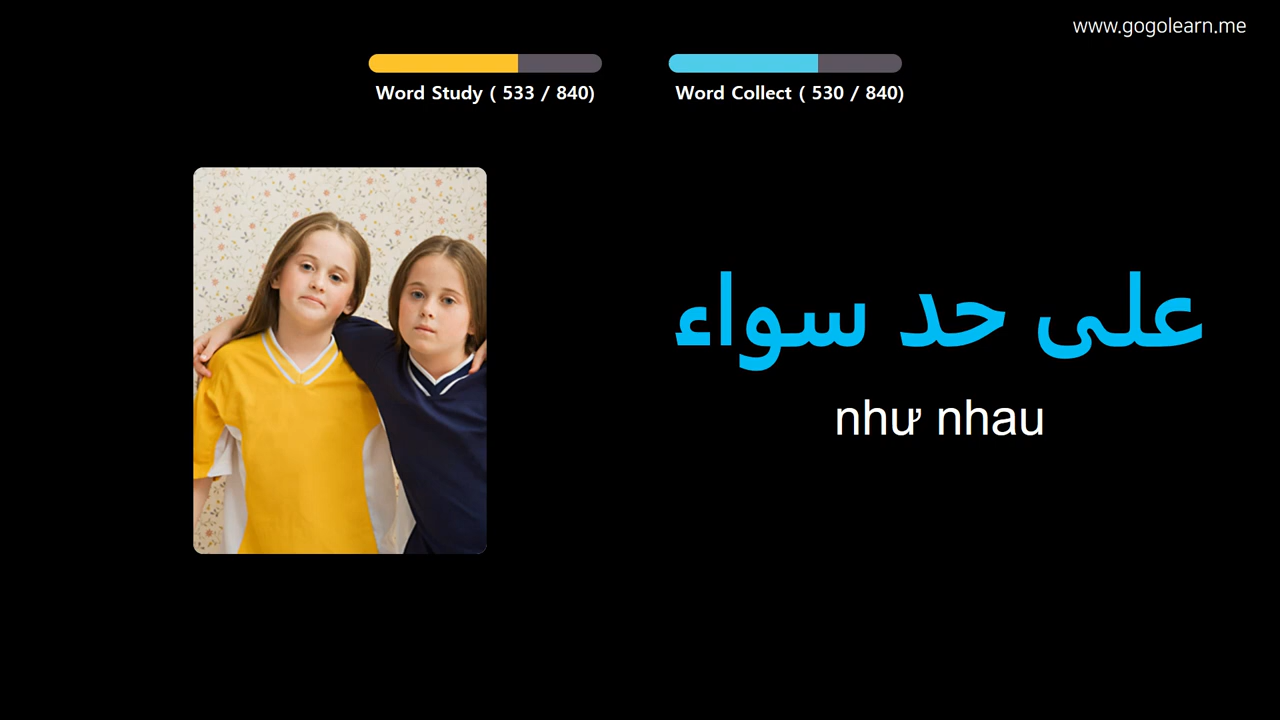 www.gogolearn.me
Word Study ( 533 / 840)
Word Collect ( 530 / 840)
على حد سواء
như nhau